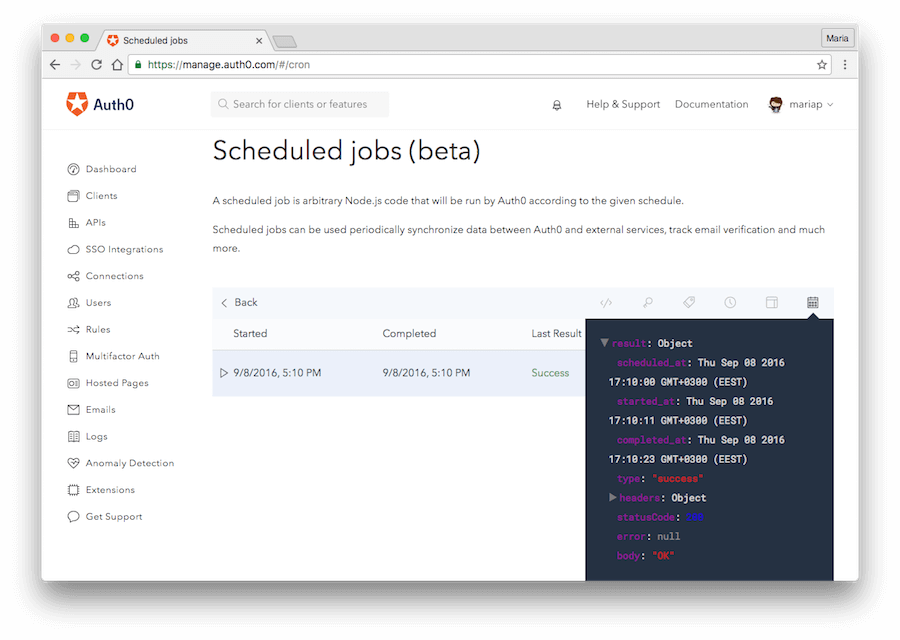 Scheduled jobs
Maria
https://manage.auth0.com/#/cron
Auth0
Search for clients or features
Help & Support
Documentation
mariap
Dashboard
Clients
APIs
SSO Integrations
Connections
Users
Rules
Multifactor Auth
Hosted Pages
Emails
Logs
Anomaly Detection
Extensions
Get Support
Scheduled jobs (beta)
A scheduled job is arbitrary Node.js code that will be run by Auth0 according to the given schedule.
Scheduled jobs can be used periodically synchronize data between Auth0 and external services, track email verification and much
more.
Back
Started Completed Last Result
9/8/2016, 5:10 PM 9/8/2016, 5:10 PM Success
result: Object
scheduled_at: Thu Sep 08 2016
17:10:00 GMT+0300 (EEST)
started_at: Thu Sep 08 2016
17:10:11 GMT+0300 (EEST)
completed_at: Thu Sep 08 2016
17:10:23 GMT+0300 (EEST)
type: "success"
headers: Object
statusCode:
error: null
body: "OK"